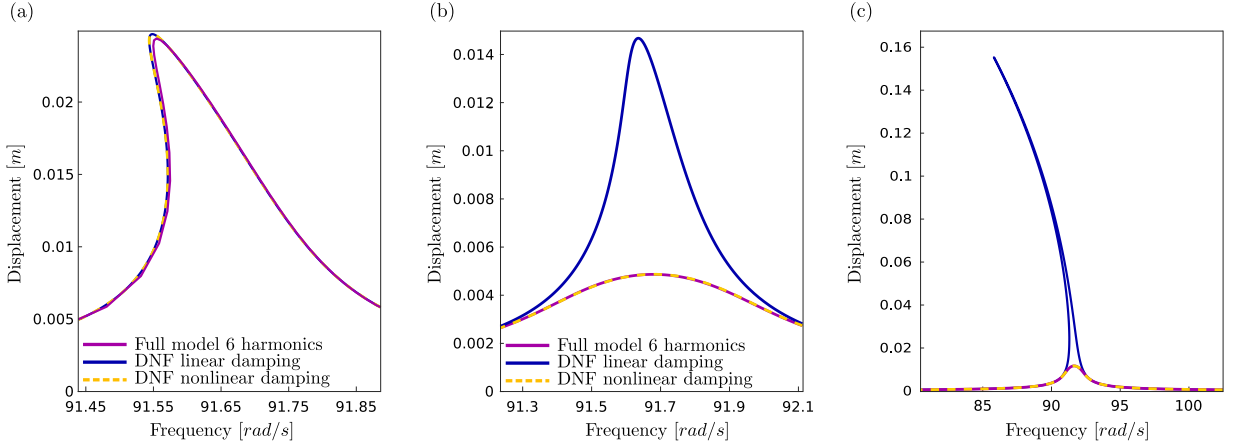 (a)
0.02
0.015
0.01
0.005
0
Displacement [m]
Full model 6 harmonics
DNF linear damping
DNF nonlinear damping
91.45 91.55 91.65 91.75 91.85
Frequency [rad/s]
(b)
0.014
0.012
0.01
0.008
0.006
0.004
0.002
0
Displacement [m]
Full model 6 harmonics
DNF linear damping
DNF nonlinear damping
91.3 91.5 91.7 91.9 92.1
Frequency [rad/s]
(c)
0.16
0.14
0.12
0.1
0.08
0.06
0.04
0.02
0
Displacement [m]
85 90 95 100
Frequency [rad/s]